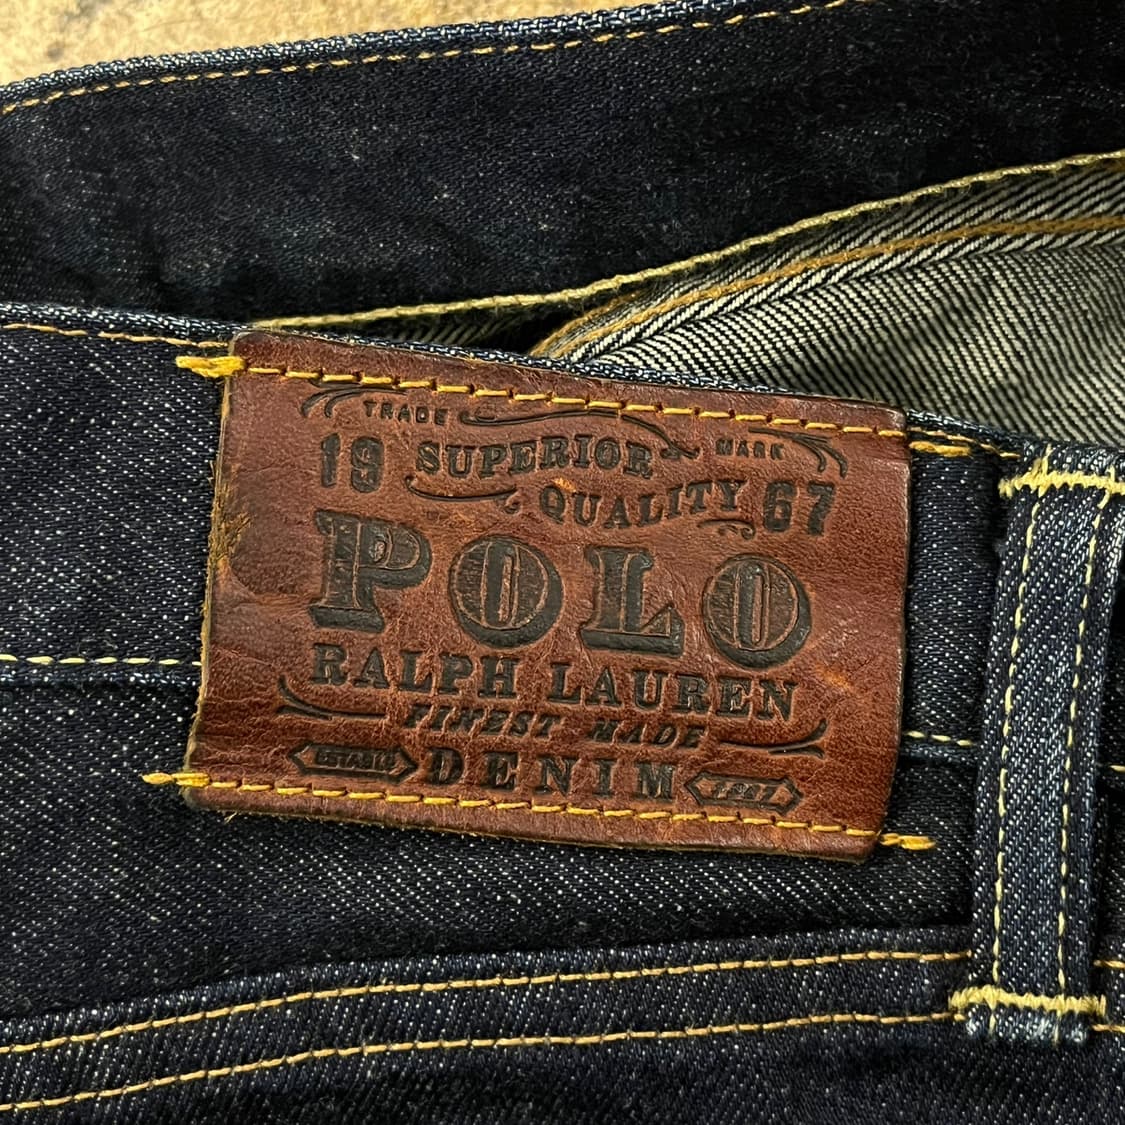 TRADE MARK
19 SUPERIOR QUALITY 67
POLO
RALPH LAUREN
FINEST MADE
DENIM